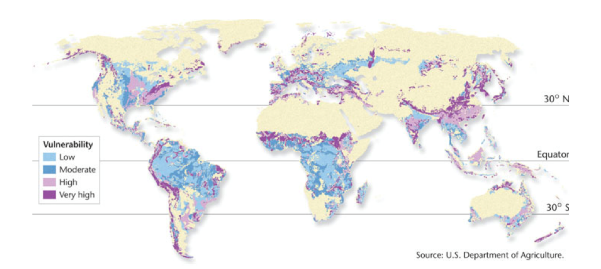 30° N
Vulnerability
Low
Equator
Moderate
High
Very high
30° S
Source: U.S. Department of Agriculture.